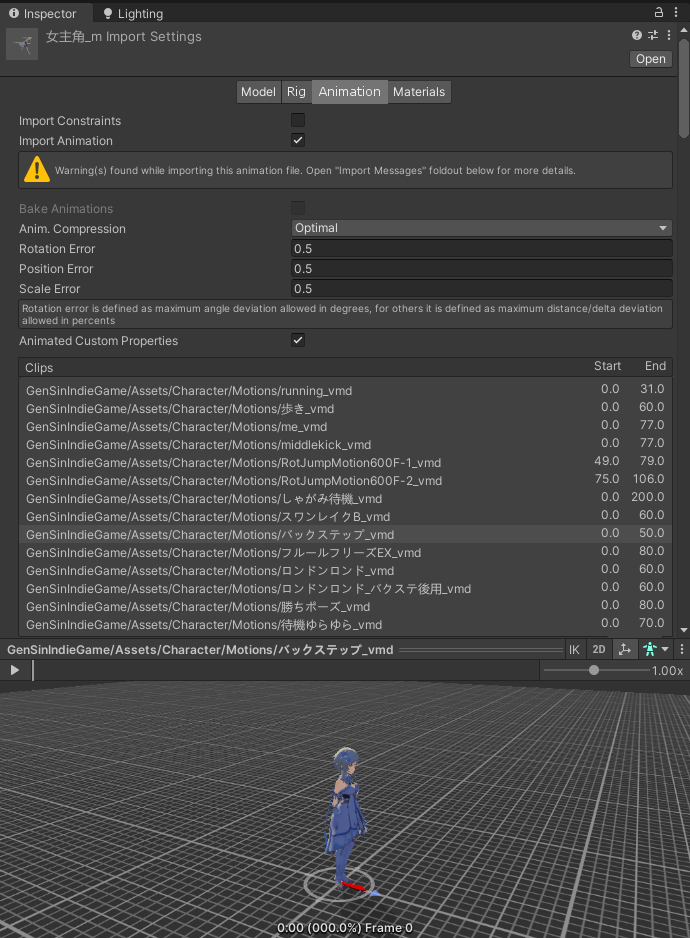 Inspector
Lighting
女主角_m Import Settings
Open
Model Rig Animation Materials
Import Constraints
Import Animation
Warning(s) found while importing this animation file. Open "Import Messages" foldout below for more details.
Bake Animations
Anim. Compression Optimal
Rotation Error 0.5
Position Error 0.5
Scale Error 0.5
Rotation error is defined as maximum angle deviation allowed in degrees, for others it is defined as maximum distance/delta deviation
allowed in percents
Animated Custom Properties
Clips Start End
GenSinIndieGame/Assets/Character/Motions/running_vmd 0.0 31.0
GenSinIndieGame/Assets/Character/Motions/歩き_vmd 0.0 60.0
GenSinIndieGame/Assets/Character/Motions/me_vmd 0.0 77.0
GenSinIndieGame/Assets/Character/Motions/middlekick_vmd 0.0 77.0
GenSinIndieGame/Assets/Character/Motions/RotJumpMotion600F-1_vmd 49.0 79.0
GenSinIndieGame/Assets/Character/Motions/RotJumpMotion600F-2_vmd 75.0 106.0
GenSinIndieGame/Assets/Character/Motions/しゃがみ待機_vmd 0.0 200.0
GenSinIndieGame/Assets/Character/Motions/スワンレイクB_vmd 0.0 60.0
GenSinIndieGame/Assets/Character/Motions/バックステップ_vmd 0.0 50.0
GenSinIndieGame/Assets/Character/Motions/フルールフリーズEX_vmd 0.0 80.0
GenSinIndieGame/Assets/Character/Motions/ロンドンロンド_vmd 0.0 60.0
GenSinIndieGame/Assets/Character/Motions/ロンドンロンド_バクステ後用_vmd 0.0 60.0
GenSinIndieGame/Assets/Character/Motions/勝ちポーズ_vmd 0.0 80.0
GenSinIndieGame/Assets/Character/Motions/待機ゆらゆら_vmd 0.0 70.0
GenSinIndieGame/Assets/Character/Motions/バックステップ_vmd IK 2D
1.00x
0:00 (000.0%) Frame 0